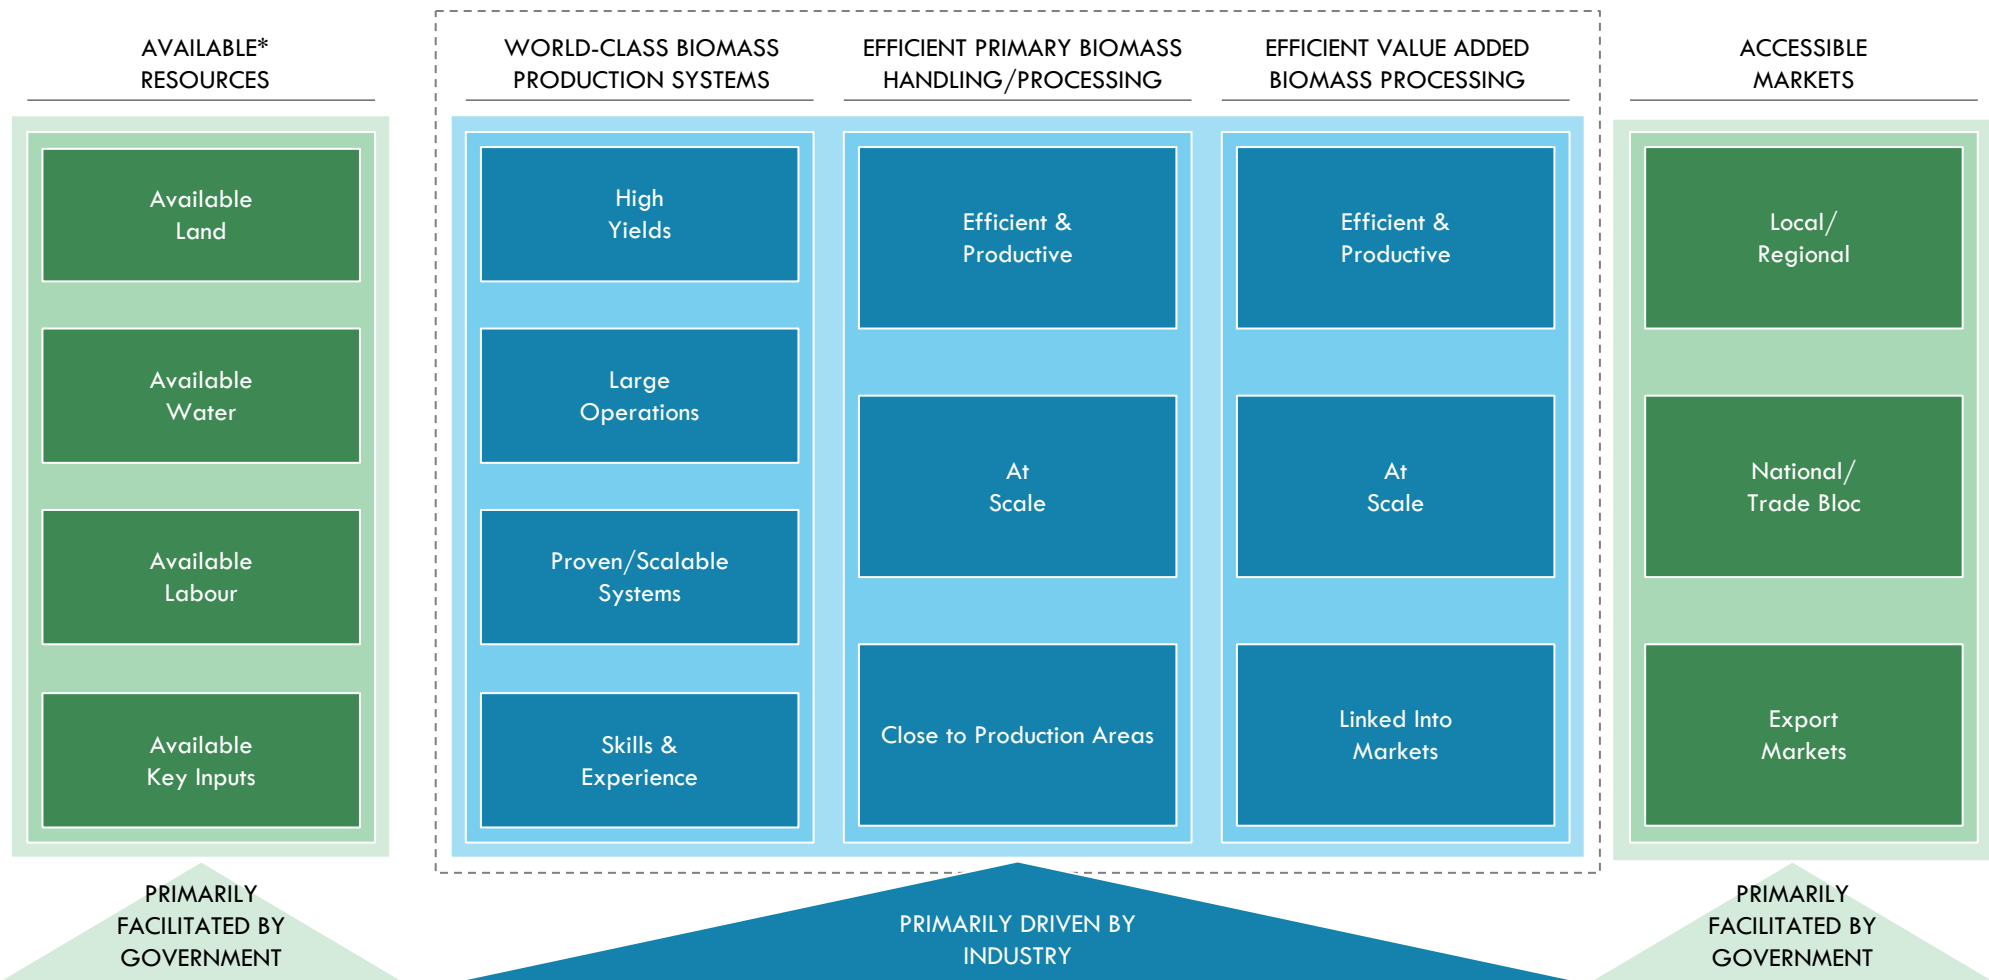 AVAILABLE*
RESOURCES
Available
Land
Available
Water
Available
Labour
Available
Key Inputs
PRIMARILY
FACILITATED BY
GOVERNMENT
WORLD-CLASS BIOMASS
PRODUCTION SYSTEMS
High
Yields
Large
Operations
Proven/Scalable
Systems
Skills &
Experience
EFFICIENT PRIMARY BIOMASS
HANDLING/PROCESSING
Efficient &
Productive
At
Scale
Close to Production Areas
EFFICIENT VALUE ADDED
BIOMASS PROCESSING
Efficient &
Productive
At
Scale
Linked Into
Markets
PRIMARILY DRIVEN BY
INDUSTRY
ACCESSIBLE
MARKETS
Local/
Regional
National/
Trade Bloc
Export
Markets
PRIMARILY
FACILITATED BY
GOVERNMENT